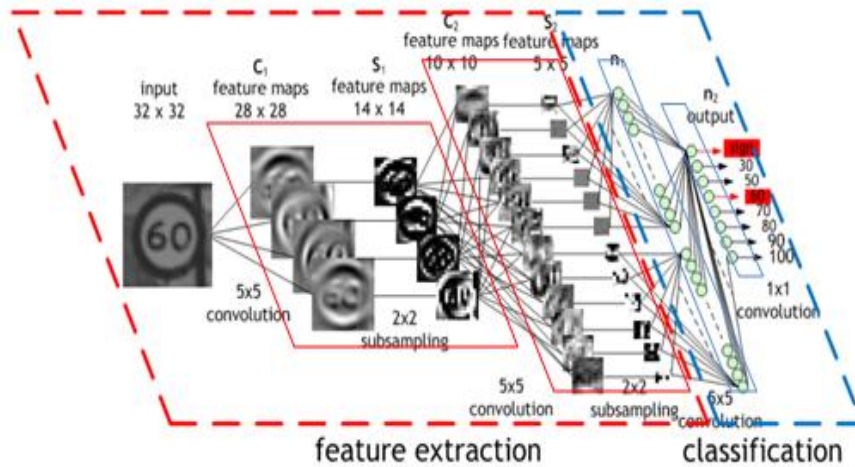 input
32 x 32
C1
feature maps
28 x 28
S1
feature maps
14 x 14
C2
feature maps
10 x 10
S2
feature maps
5 x 5
n1
n2
output
sign
30
50
60
70
80
90
100
5x5
convolution
2x2
subsampling
5x5
convolution
2x2
subsampling
convolution
1x1
convolution
feature extraction
classification